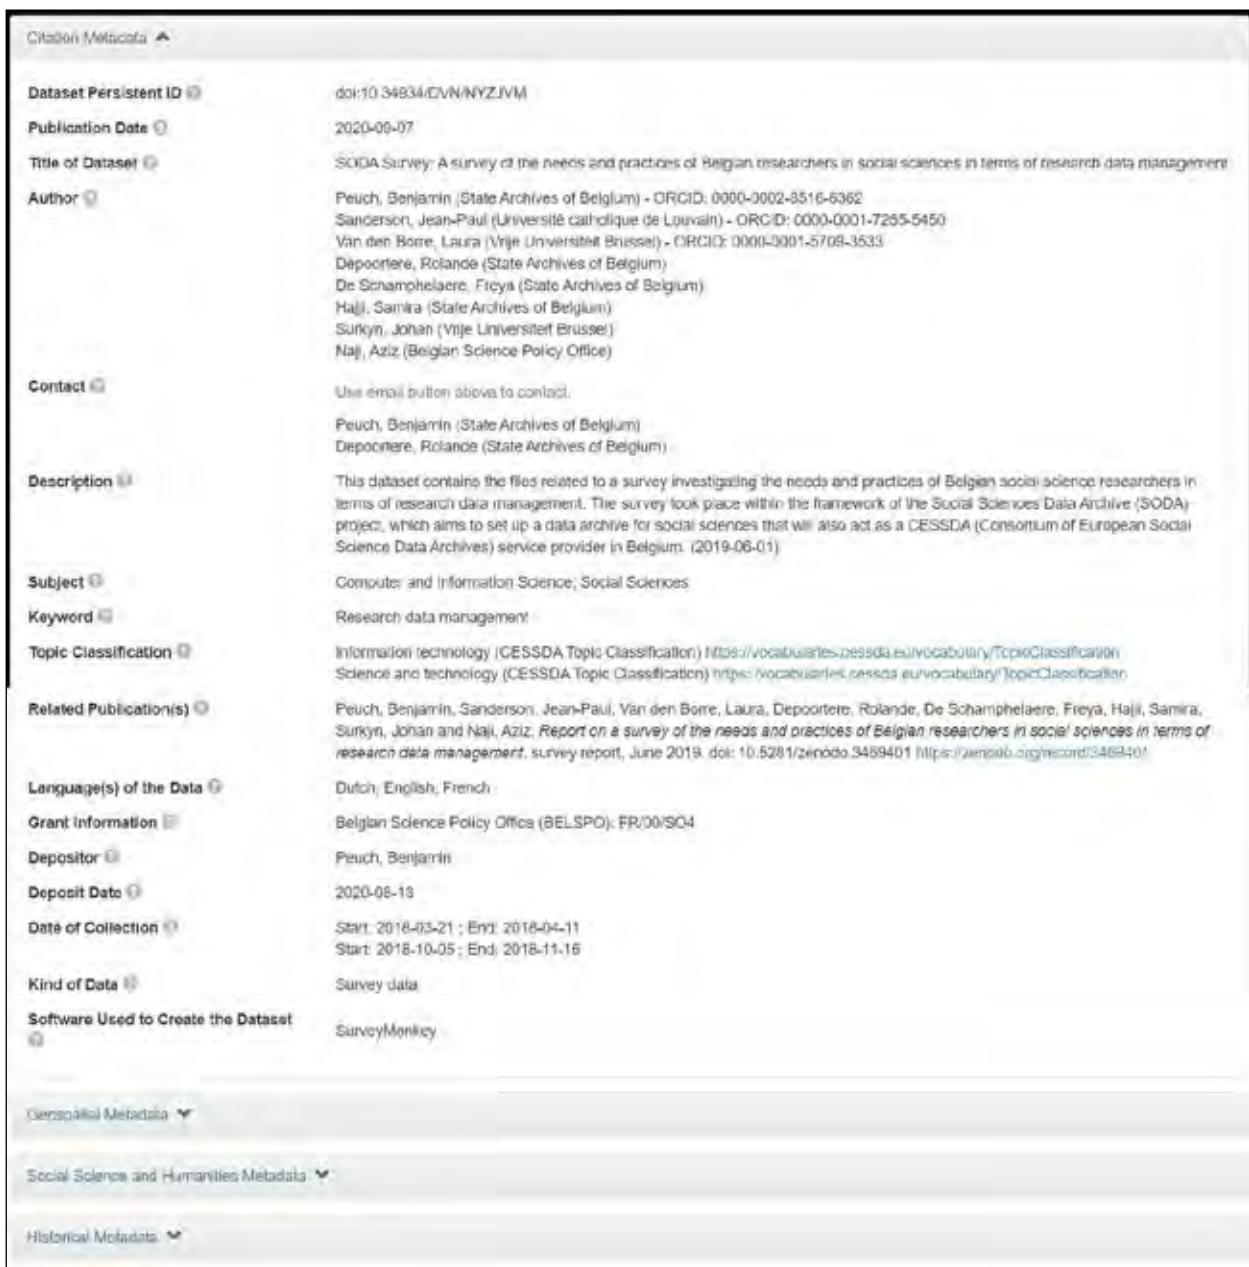 Citation Metadata
Dataset Persistent ID
doi:10.34934/DVN/NYZJVM
Publication Date
2020-09-07
Title of Dataset
SODA Survey: A survey of the needs and practices of Belgian researchers in social sciences in terms of research data management
Author
Peuch, Benjamin (State Archives of Belgium) - ORCID:
Sanderson, Jean-Paul (Université catholique de Louvain) - ORCID:
Van den Borre, Laura (Vrije Universiteit Brussel) - ORCID:
Depoortere, Rolande (State Archives of Belgium)
De Schamphelaere, Freya (State Archives of Belgium)
Hajji, Samira (State Archives of Belgium)
Surkyn, Johan (Vrije Universiteit Brussel)
Naji, Aziz (Belgian Science Policy Office)
Contact
Use email button above to contact.
Peuch, Benjamin (State Archives of Belgium)
Depoortere, Rolande (State Archives of Belgium)
Description
This dataset contains the files related to a survey investigating the needs and practices of Belgian social science researchers in
terms of research data management. The survey took place within the framework of the Social Sciences Data Archive (SODA)
project, which aims to set up a data archive for social sciences that will also act as a CESSDA (Consortium of European Social
Science Data Archives) service provider in Belgium. (2019-06-01)
Subject
Computer and Information Science; Social Sciences
Keyword
Research data management
Topic Classification
Information technology (CESSDA Topic Classification) https://vocabularies.cessda.eu/vocabulary/TopicClassification
Science and technology (CESSDA Topic Classification) https://vocabularies.cessda.eu/vocabulary/TopicClassification
Related Publication(s)
Peuch, Benjamin, Sanderson, Jean-Paul, Van den Borre, Laura, Depoortere, Rolande, De Schamphelaere, Freya, Hajji, Samira,
Surkyn, Johan and Naji, Aziz, Report on a survey of the needs and practices of Belgian researchers in social sciences in terms of
research data management, survey report, June 2019. doi: 10.5281/zenodo.3469401 https://zenodo.org/record/3469401
Language(s) of the Data
Dutch, English, French
Grant Information
Belgian Science Policy Office (BELSPO): FR/00/SO4
Depositor
Peuch, Benjamin
Deposit Date
2020-08-13
Date of Collection
Start: 2018-03-21 ; End: 2018-04-11
Start: 2018-10-05 ; End: 2018-11-16
Kind of Data
Survey data
Software Used to Create the Dataset
SurveyMonkey
Geospatial Metadata
Social Science and Humanities Metadata
Historical Metadata